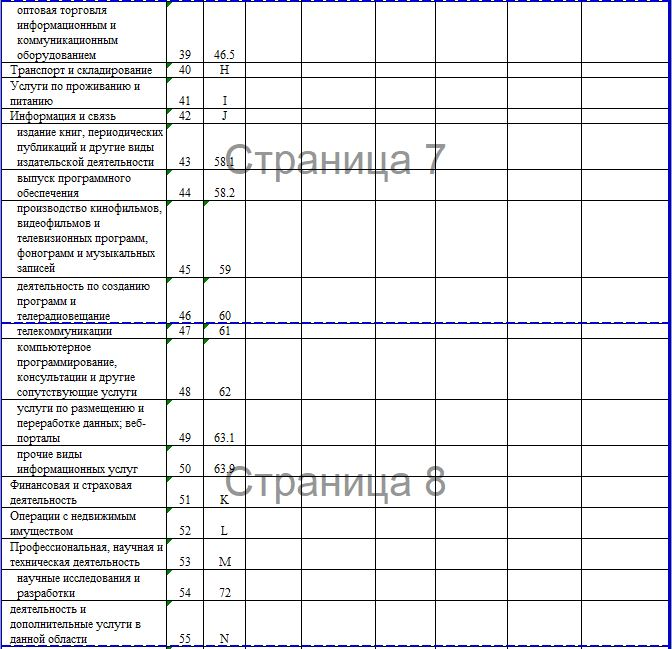 оптовая торговля
информационным и
коммуникационным
оборудованием 39 46.5
Транспорт и складирование 40 H
Услуги по проживанию и
питанию 41 I
Информация и связь 42 J
издание книг, периодических
публикаций и другие виды
издательской деятельности 43 58.1
Страница 7
выпуск программного
обеспечения 44 58.2
производство кинофильмов,
видеофильмов и
телевизионных программ,
фонограмм и музыкальных
записей 45 59
деятельность по созданию
программ и
телерадиовещание 46 60
телекоммуникации 47 61
компьютерное
программирование,
консультации и другие
сопутствующие услуги 48 62
услуги по размещению и
переработке данных; веб-
порталы 49 63.1
прочие виды
информационных услуг 50 63.9
Страница 8
Финансовая и страховая
деятельность 51 K
Операции с недвижимым
имуществом 52 L
Профессиональная, научная и
техническая деятельность 53 M
научные исследования и
разработки 54 72
деятельность и
дополнительные услуги в
данной области 55 N